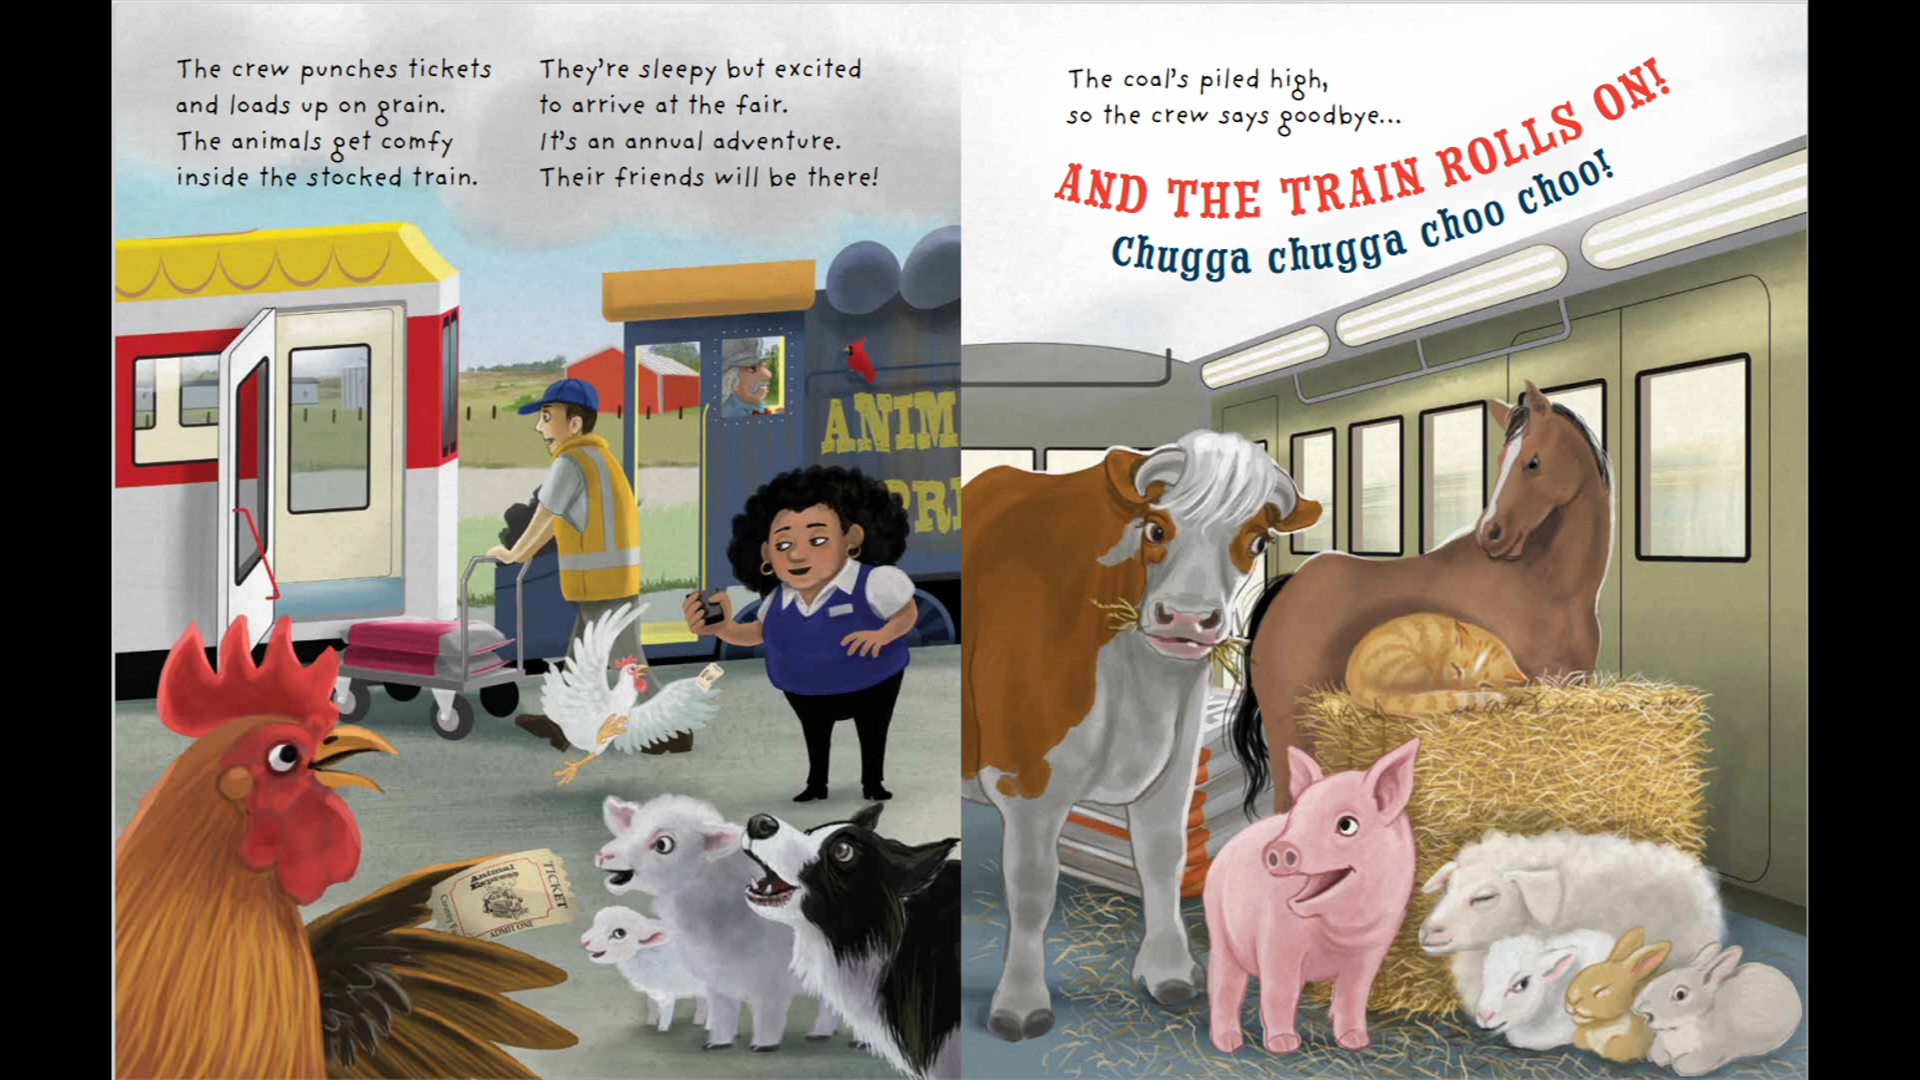 The crew punches tickets
and loads up on grain.
The animals get comfy
inside the stocked train.
They're sleepy but excited
to arrive at the fair.
It's an annual adventure.
Their friends will be there!
ANIM
PRE
Animal
Express
TICKET
ADMIT ONE
The coal's piled high,
so the crew says goodbye...
AND THE TRAIN ROLLS ON!
Chugga chugga choo choo!